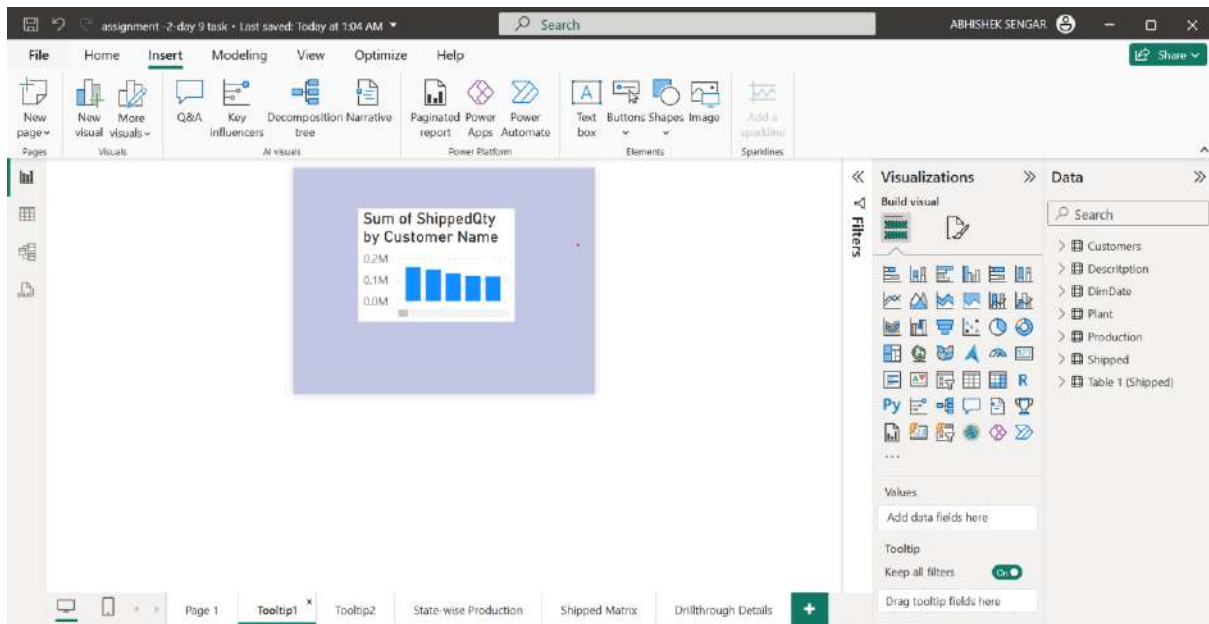 assignment -2-day 9 task • Last saved: Today at 1:04 AM
Search
ABHISHEK SENGAR
File Home Insert Modeling View Optimize Help
Share
New page
New visual
More visuals
Q&A
Key influencers
Decomposition tree
Narrative
Paginated report
Power Apps
Power Automate
Text box
Buttons
Shapes
Image
Add a sparkline
Pages
Visuals
AI visuals
Power Platform
Elements
Sparklines
Sum of ShippedQty
by Customer Name
0.2M
0.1M
0.0M
Filters
Visualizations
Build visual
R
Py
Values
Add data fields here
Tooltip
Keep all filters
On
Drag tooltip fields here
Data
Search
Customers
Descritption
DimDate
Plant
Production
Shipped
Table 1 (Shipped)
Page 1 Tooltip1 Tooltip2 State-wise Production Shipped Matrix Drillthrough Details